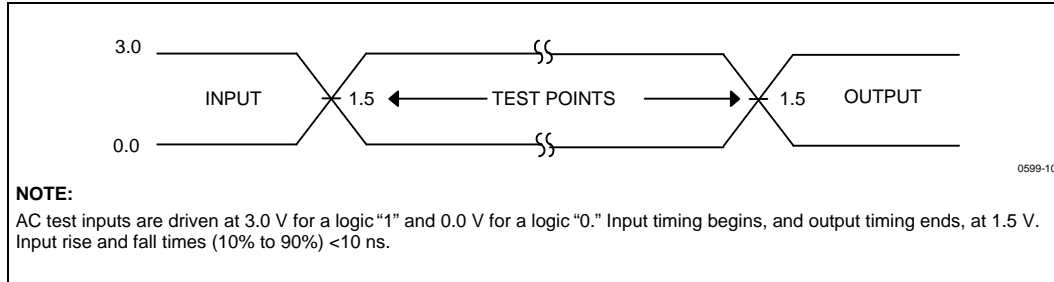 3.0
INPUT 1.5 TEST POINTS 1.5 OUTPUT
0.0
0599-10
NOTE:
AC test inputs are driven at 3.0 V for a logic “1” and 0.0 V for a logic “0.” Input timing begins, and output timing ends, at 1.5 V.
Input rise and fall times (10% to 90%) <10 ns.